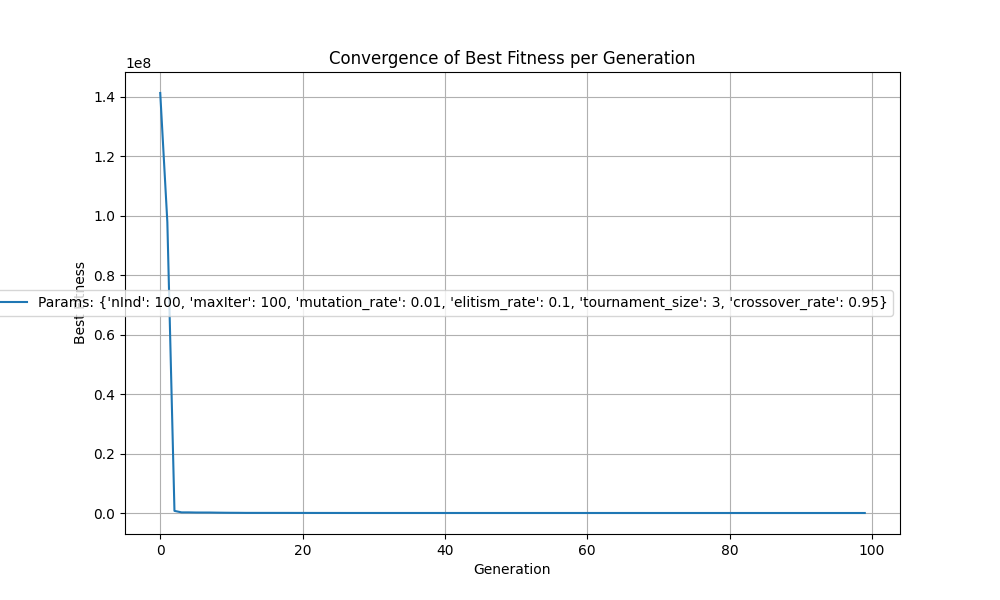 Convergence of Best Fitness per Generation
1e8
1.4
1.2
1.0
0.8
Params: {'nInd': 100, 'maxIter': 100, 'mutation_rate': 0.01, 'elitism_rate': 0.1, 'tournament_size': 3, 'crossover_rate': 0.95}
Best Fitness
0.6
0.4
0.2
0.0
0 20 40 60 80 100
Generation